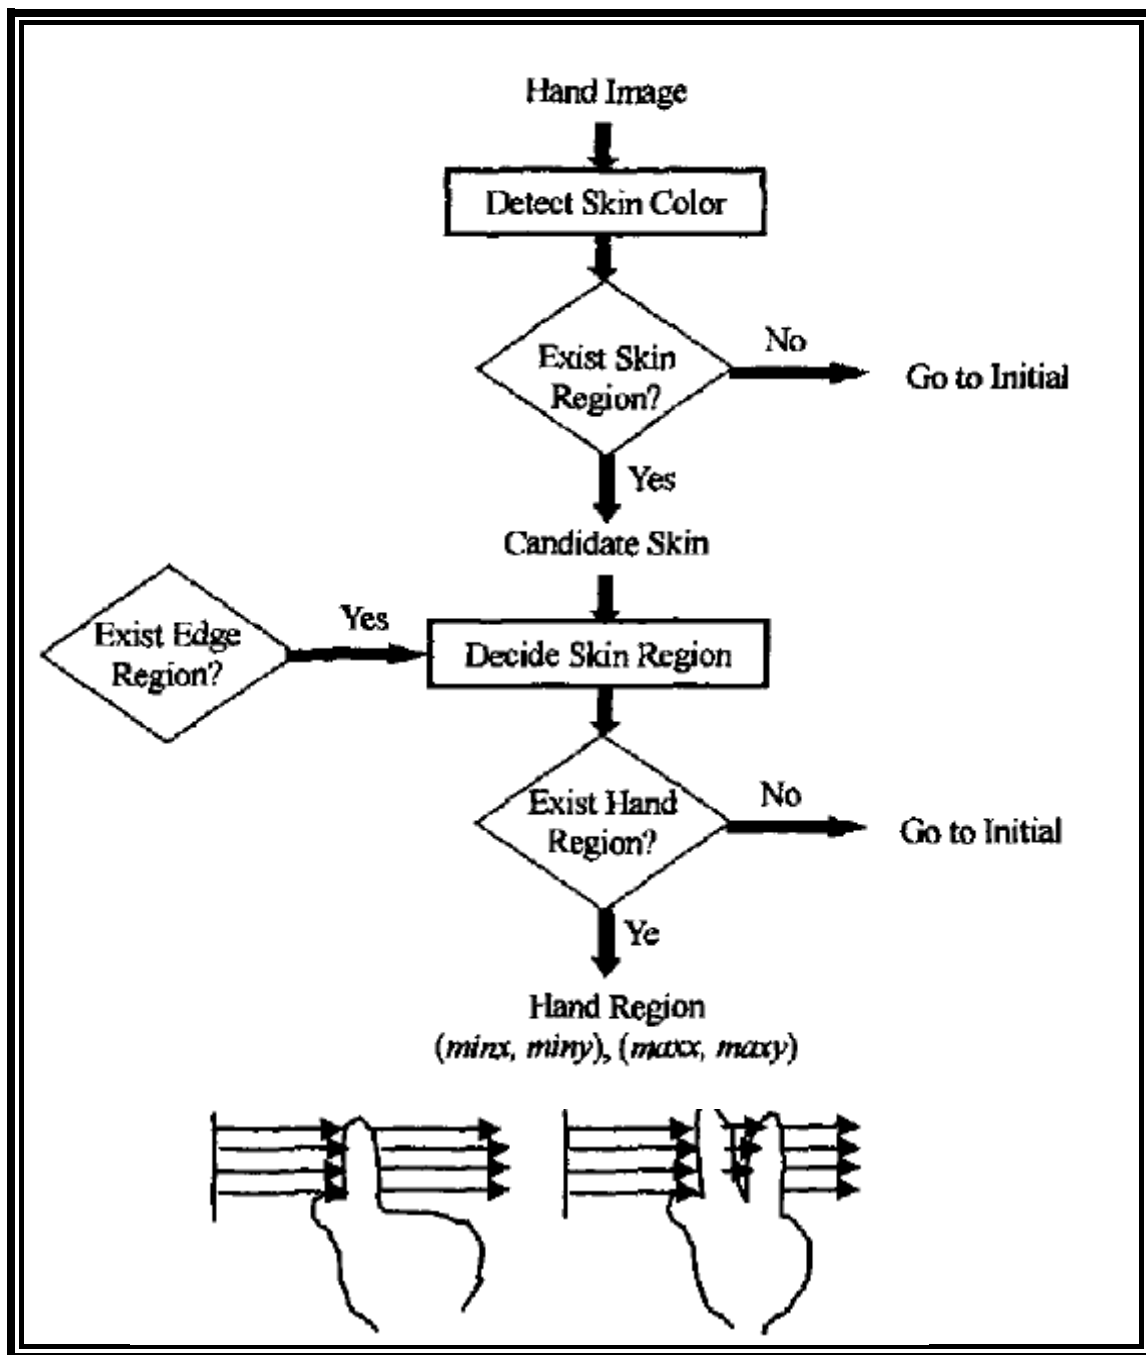 Hand Image
Detect Skin Color
Exist Skin
Region?
No
Go to Initial
Yes
Candidate Skin
Exist Edge
Region?
Yes
Decide Skin Region
Exist Hand
Region?
No
Go to Initial
Ye
Hand Region
(minx, miny), (maxx, maxy)